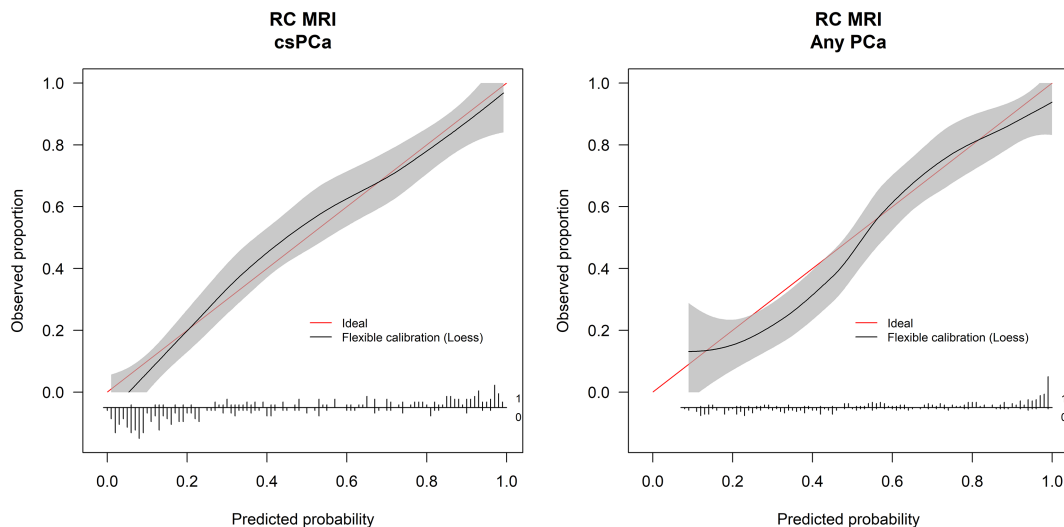 RC MRI
csPCa
1.0
0.8
0.6
0.4
0.2
0.0
Observed proportion
Ideal
Flexible calibration (Loess)
1
0
0.0 0.2 0.4 0.6 0.8 1.0
Predicted probability
RC MRI
Any PCa
1.0
0.8
0.6
0.4
0.2
0.0
Observed proportion
Ideal
Flexible calibration (Loess)
1
0
0.0 0.2 0.4 0.6 0.8 1.0
Predicted probability